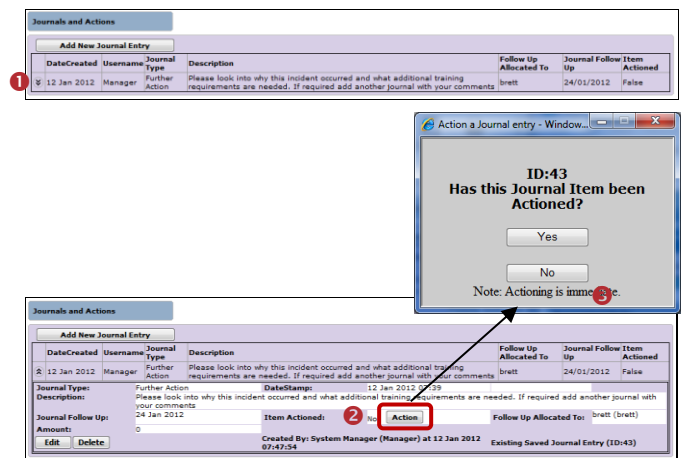 Journals and Actions
Add New Journal Entry
DateCreated Username Journal Type Description Follow Up Allocated To Journal Follow Up Item Actioned
1
12 Jan 2012 Manager Further Action Please look into why this incident occurred and what additional training requirements are needed. If required add another journal with your comments brett 24/01/2012 False
Action a Journal entry - Window...
ID:43
Has this Journal Item been
Actioned?
Yes
No
Note: Actioning is immediate.
3
Journals and Actions
Add New Journal Entry
DateCreated Username Journal Type Description Follow Up Allocated To Journal Follow Up Item Actioned
12 Jan 2012 Manager Further Action Please look into why this incident occurred and what additional training requirements are needed. If required add another journal with your comments brett 24/01/2012 False
Journal Type: Further Action DateStamp: 12 Jan 2012 07:39
Description: Please look into why this incident occurred and what additional training requirements are needed. If required add another journal with
your comments
Journal Follow Up: 24 Jan 2012 Item Actioned: 2 No Action Follow Up Allocated To: brett (brett)
Amount: 0
Edit Delete Created By: System Manager (Manager) at 12 Jan 2012 07:47:54 Existing Saved Journal Entry (ID:43)